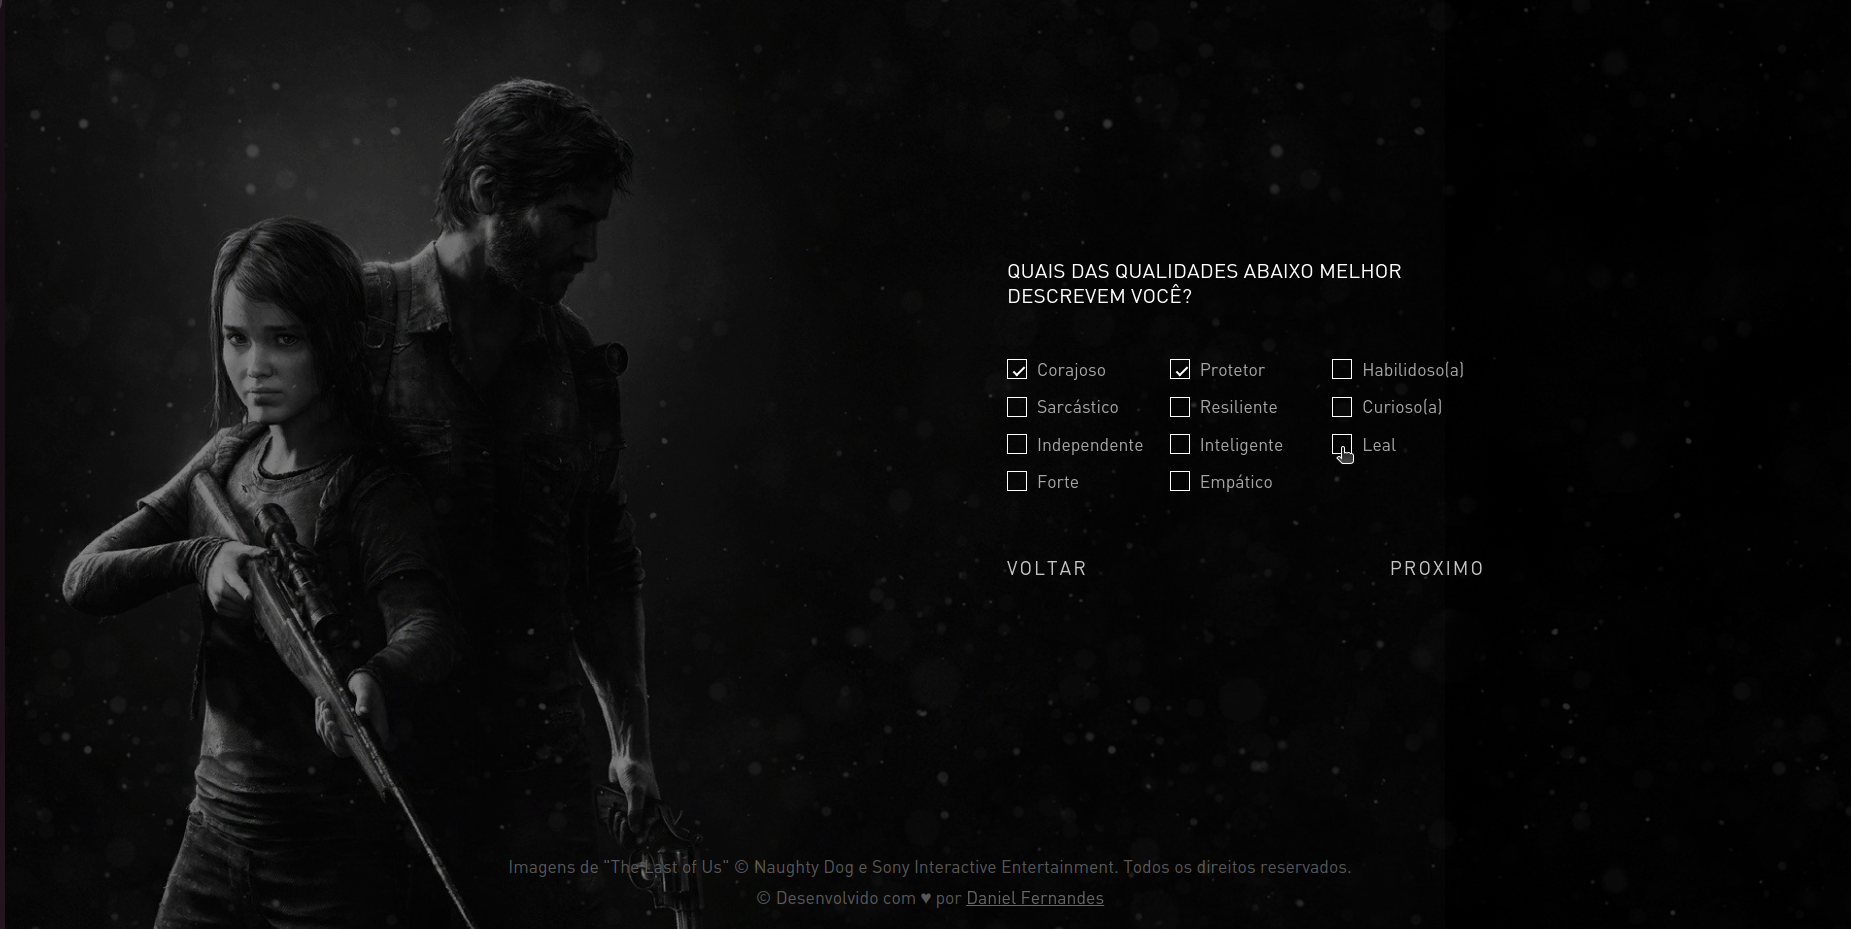 QUAIS DAS QUALIDADES ABAIXO MELHOR
DESCREVEM VOCÊ?
Corajoso Protetor Habilidoso(a)
Sarcástico Resiliente Curioso(a)
Independente Inteligente Leal
Forte Empático
VOLTAR PROXIMO
Imagens de "The Last of Us" © Naughty Dog e Sony Interactive Entertainment. Todos os direitos reservados.
© Desenvolvido com ♥ por Daniel Fernandes